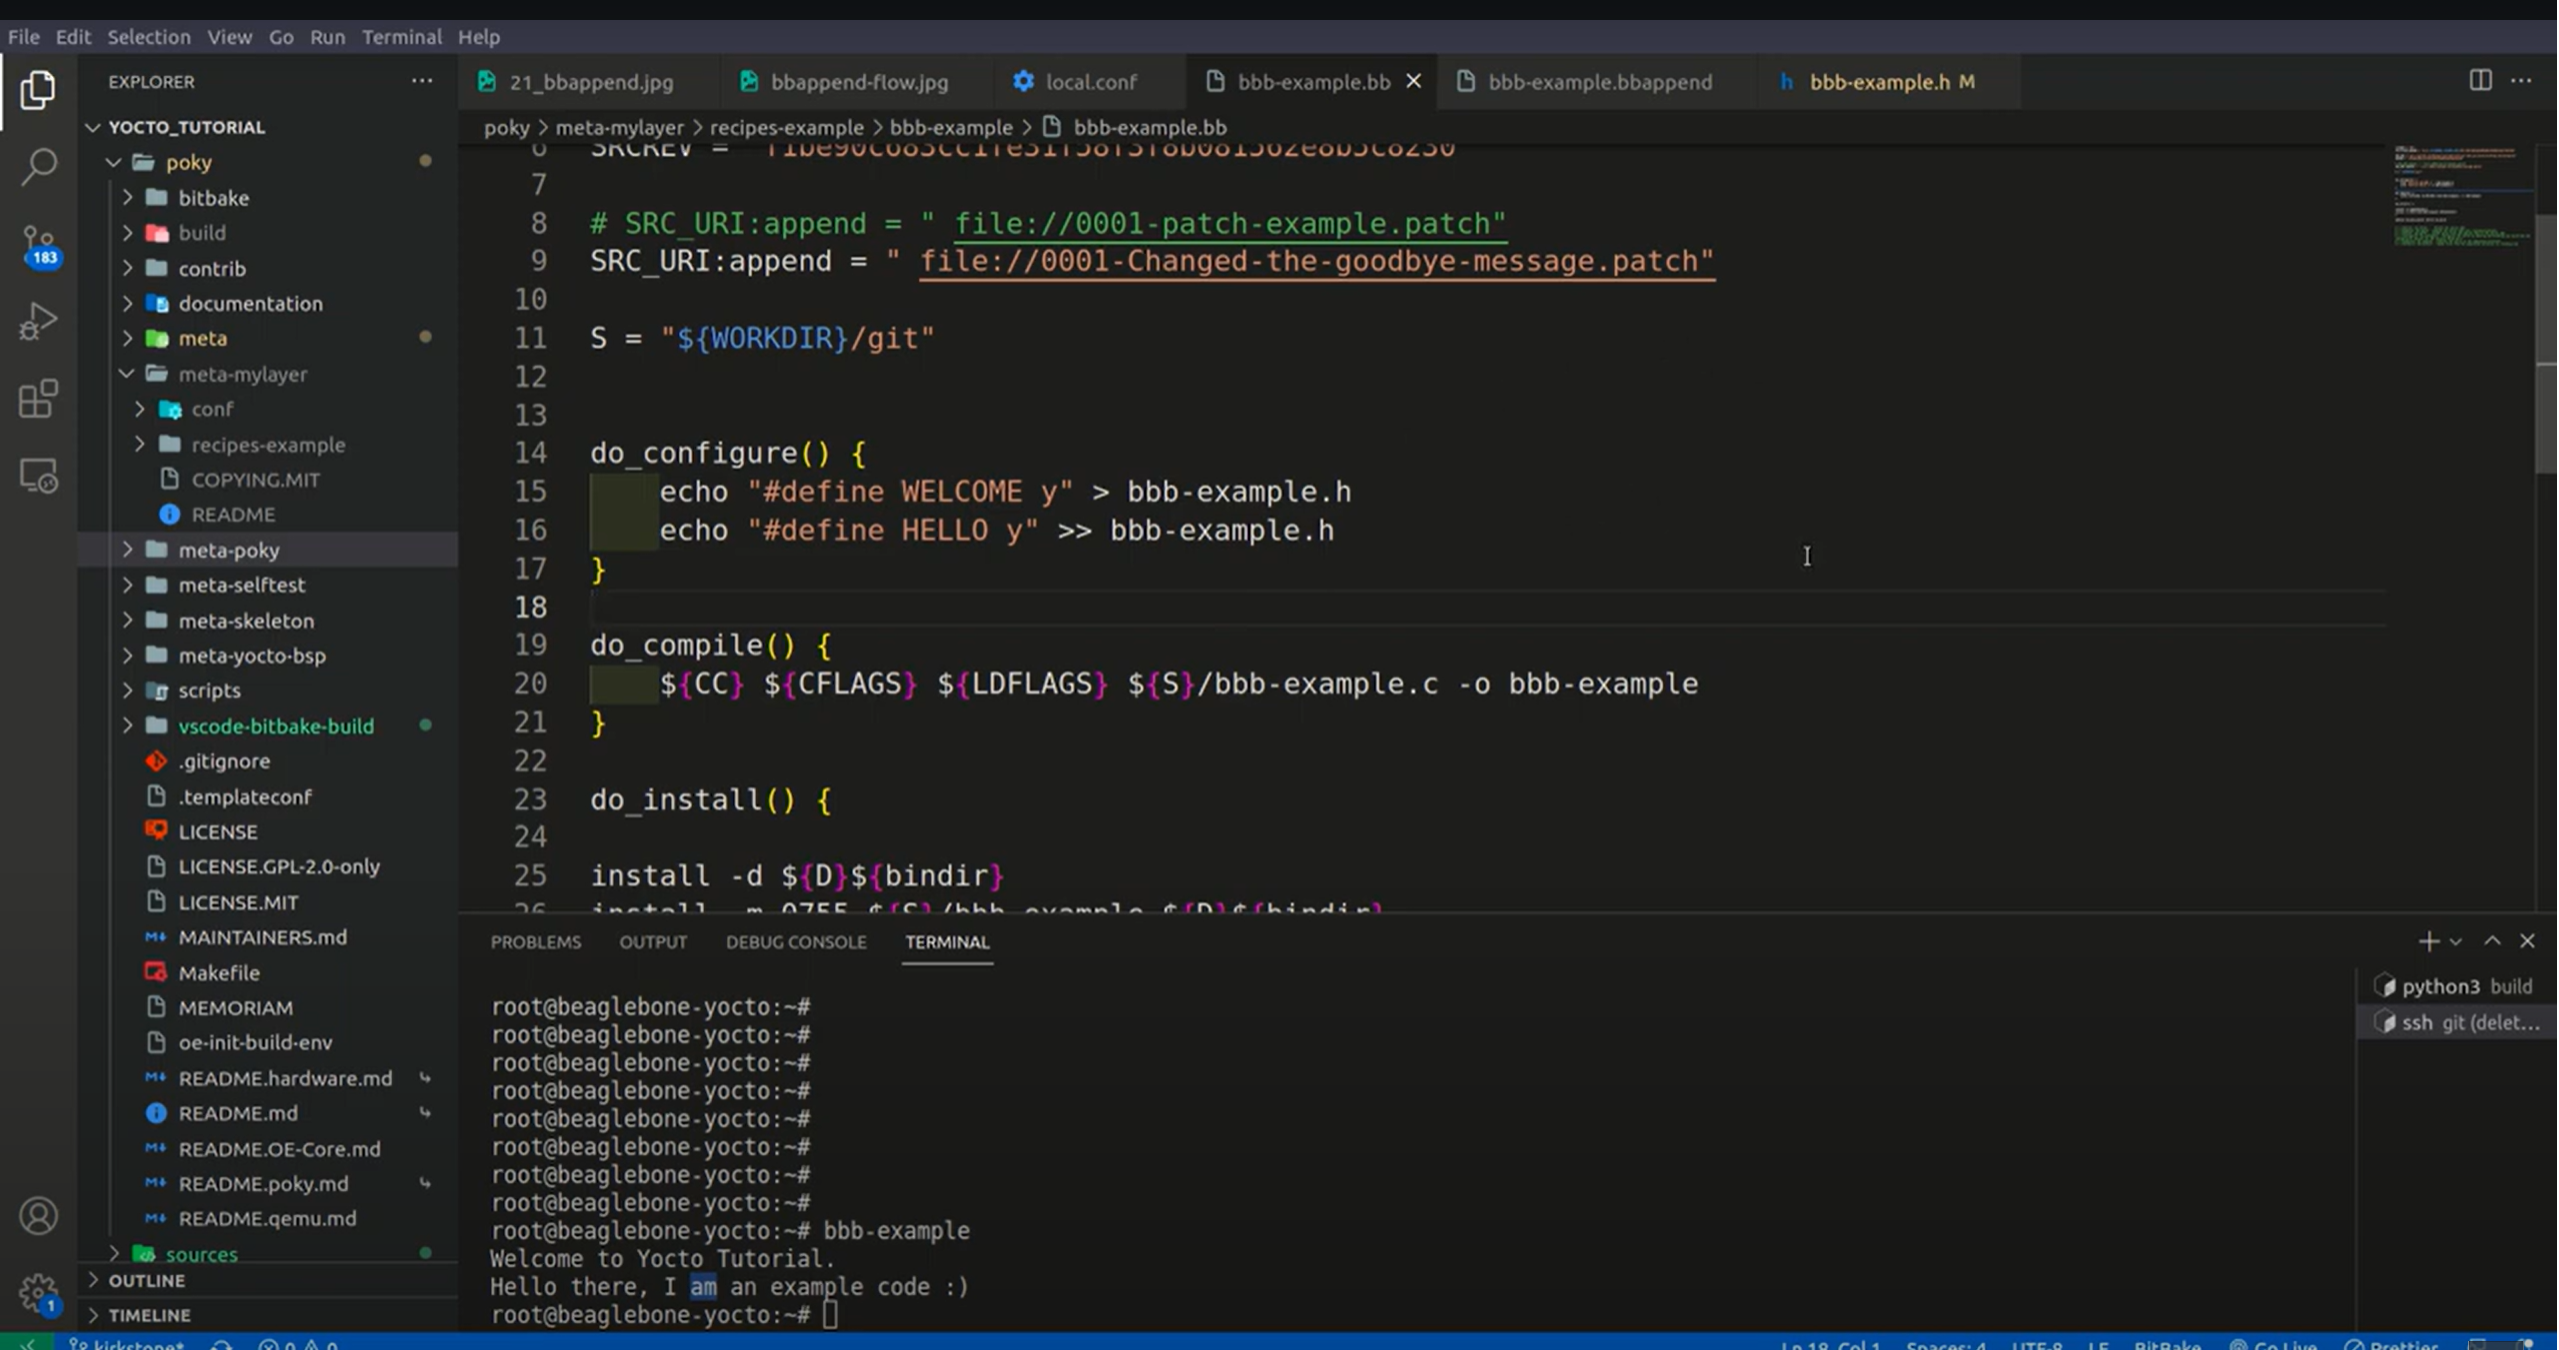 File Edit Selection View Go Run Terminal Help
EXPLORER
21_bbappend.jpg
bbappend-flow.jpg
local.conf
bbb-example.bb
bbb-example.bbappend
h bbb-example.h M
YOCTO_TUTORIAL
poky > meta-mylayer > recipes-example > bbb-example > bbb-example.bb
poky
bitbake
build
contrib
documentation
meta
meta-mylayer
conf
recipes-example
COPYING.MIT
README
meta-poky
meta-selftest
meta-skeleton
meta-yocto-bsp
scripts
vscode-bitbake-build
.gitignore
.templateconf
LICENSE
LICENSE.GPL-2.0-only
LICENSE.MIT
MAINTAINERS.md
Makefile
MEMORIAM
oe-init-build-env
README.hardware.md
README.md
README.OE-Core.md
README.poky.md
README.qemu.md
sources
OUTLINE
TIMELINE
183
1
6 SRCREV =
7
8 # SRC_URI:append = " file://0001-patch-example.patch"
9 SRC_URI:append = " file://0001-Changed-the-goodbye-message.patch"
10
11 S = "${WORKDIR}/git"
12
13
14 do_configure() {
15 echo "#define WELCOME y" > bbb-example.h
16 echo "#define HELLO y" >> bbb-example.h
17 }
18
19 do_compile() {
20 ${CC} ${CFLAGS} ${LDFLAGS} ${S}/bbb-example.c -o bbb-example
21 }
22
23 do_install() {
24
25 install -d ${D}${bindir}
26 install -m 0755 ${S}/bbb-example ${D}${bindir}
PROBLEMS OUTPUT DEBUG CONSOLE TERMINAL
root@beaglebone-yocto:~#
root@beaglebone-yocto:~#
root@beaglebone-yocto:~#
root@beaglebone-yocto:~#
root@beaglebone-yocto:~#
root@beaglebone-yocto:~#
root@beaglebone-yocto:~#
root@beaglebone-yocto:~#
root@beaglebone-yocto:~# bbb-example
Welcome to Yocto Tutorial.
Hello there, I am an example code :)
root@beaglebone-yocto:~#
python3 build
ssh git (delet...
kirkstone* 0 0 Ln 18, Col 1 Spaces: 4 UTF-8 LF BitBake Go Live Prettier